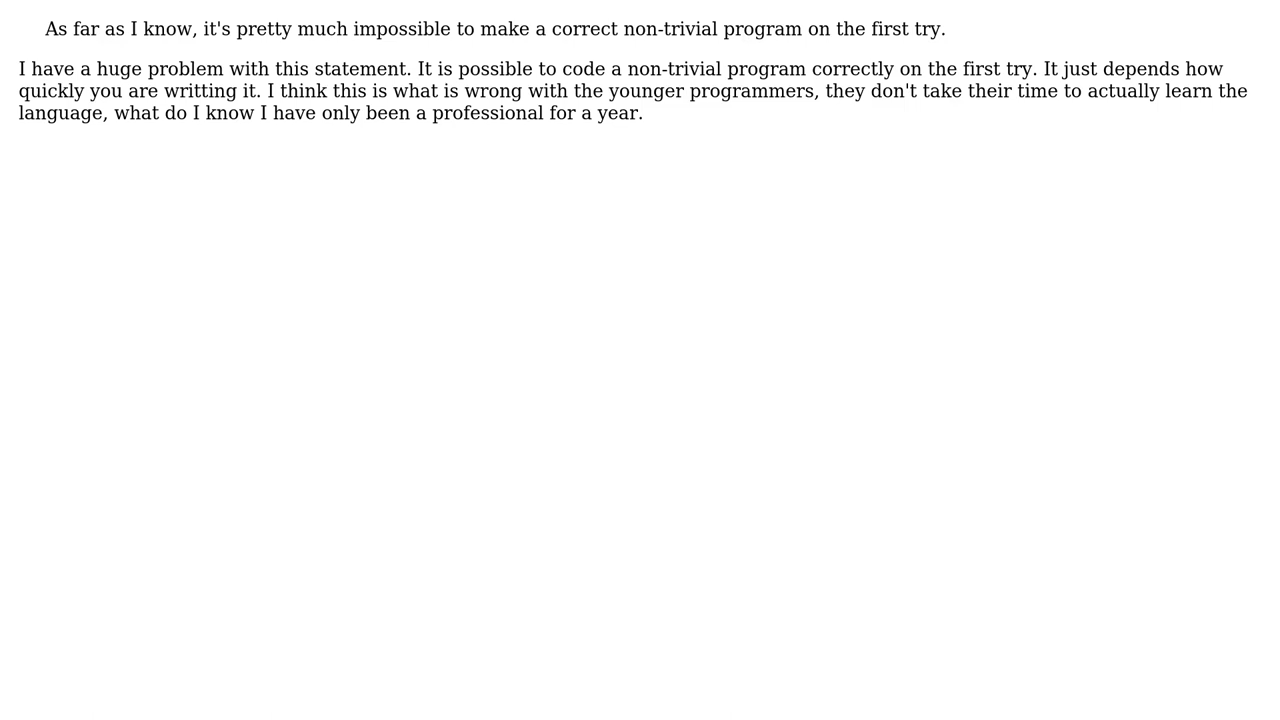 As far as I know, it's pretty much impossible to make a correct non-trivial program on the first try.
I have a huge problem with this statement. It is possible to code a non-trivial program correctly on the first try. It just depends how
quickly you are writting it. I think this is what is wrong with the younger programmers, they don't take their time to actually learn the
language, what do I know I have only been a professional for a year.